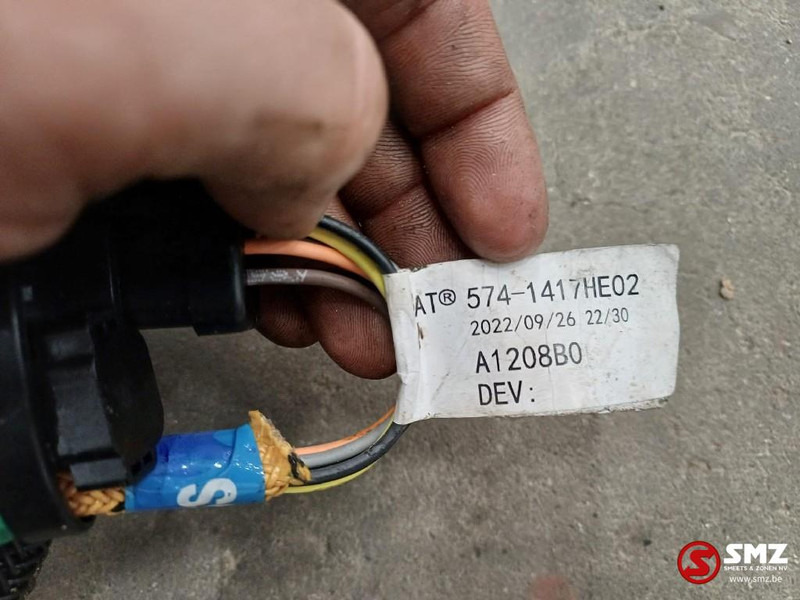 AT® 574-1417HE02
2022/09/26 22/30
A1208B0
DEV:
S
SMZ
SMEETS & ZONEN NV
www.smz.be